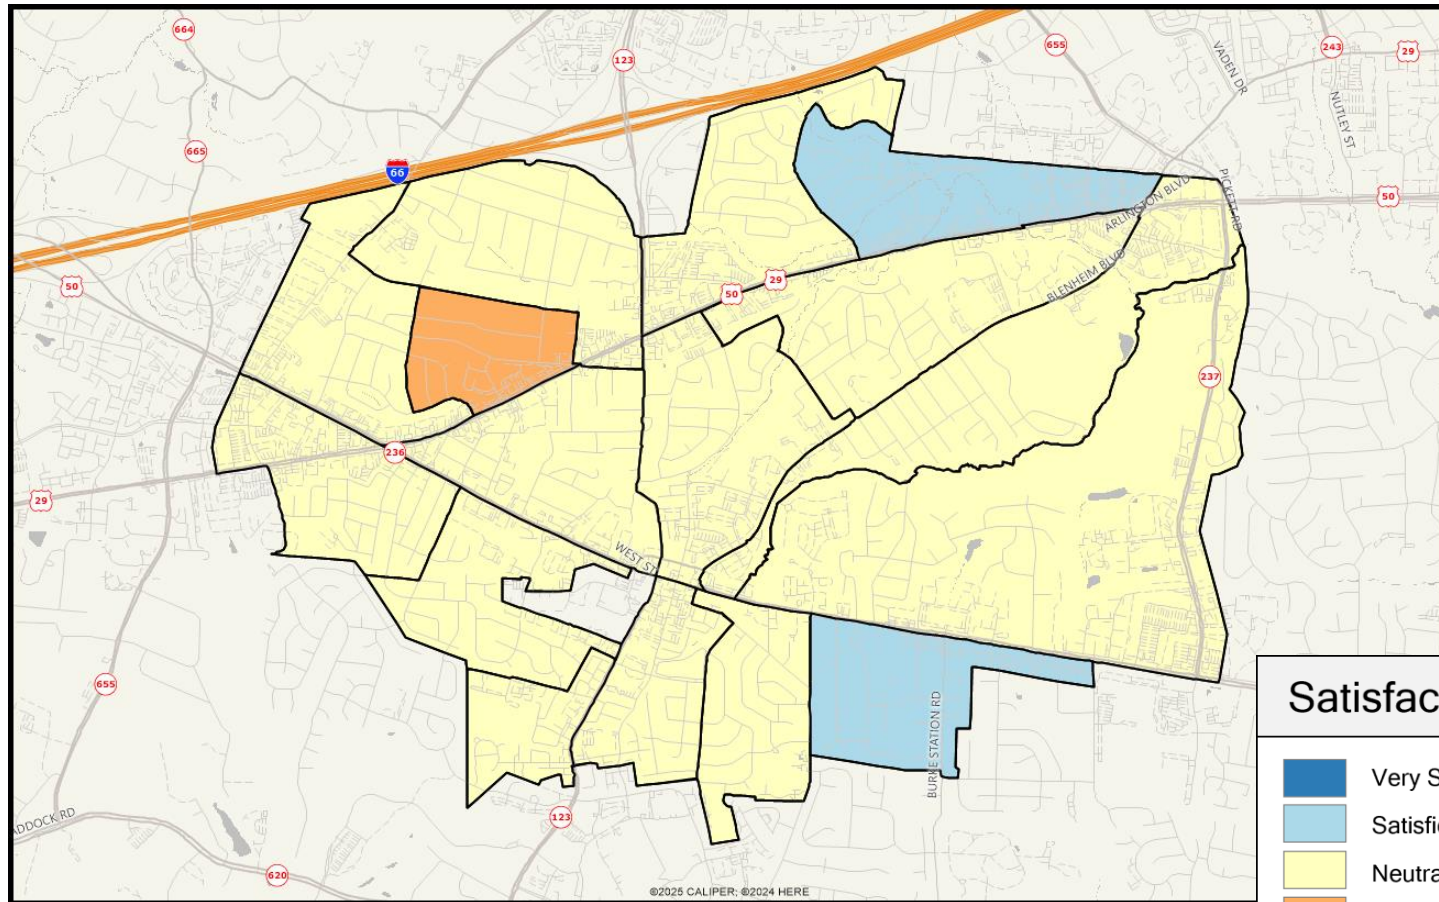 664
123
655
243
29
VADEN DR
NUTLEY ST
665
66
PICKETT RD
50
ARLINGTON BLVD
50
29
50
BLENHEIM BLVD
237
236
29
WEST ST
655
Satisfac
BURKE STATION RD
Very S
Satisfie
ADDOCK RD
123
620
Neutra
©2025 CALIPER; ©2024 HERE